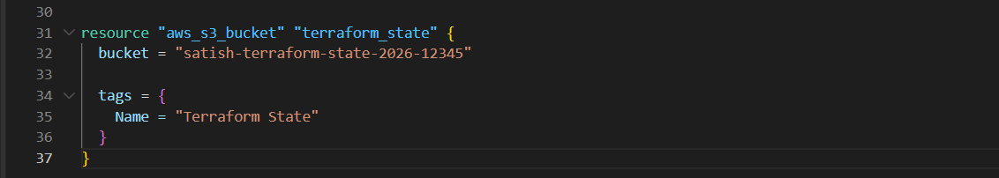 30
31 resource "aws_s3_bucket" "terraform_state" {
32 bucket = "satish-terraform-state-2026-12345"
33
34 tags = {
35 Name = "Terraform State"
36 }
37 }